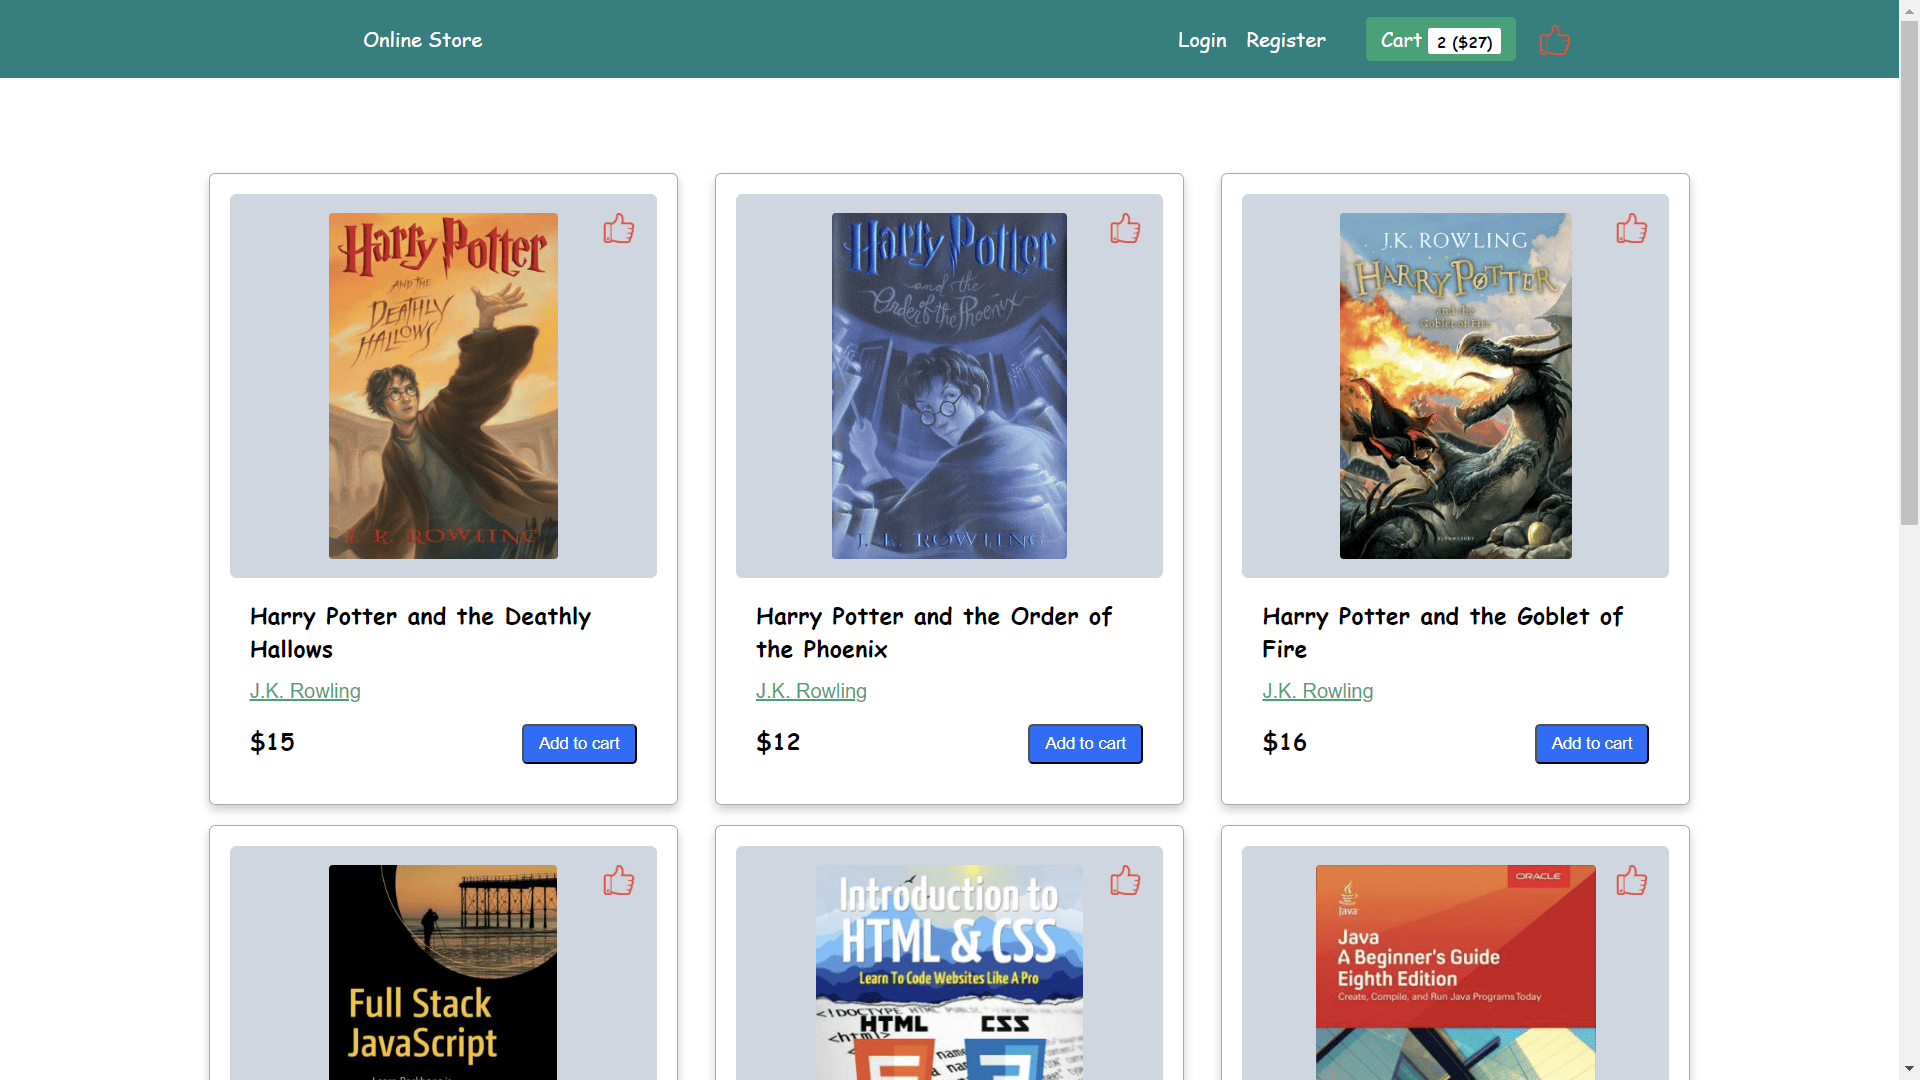 Online Store
Login Register Cart 2 ($27)
Harry Potter
AND THE
DEATHLY
HALLOWS
J. K. ROWLING
Harry Potter
and the
Order of the Phoenix
J. K. ROWLING
J.K. ROWLING
HARRY POTTER
and the
Goblet of Fire
BLOOMSBURY
Harry Potter and the Deathly
Hallows
J.K. Rowling
$15 Add to cart
Harry Potter and the Order of
the Phoenix
J.K. Rowling
$12 Add to cart
Harry Potter and the Goblet of
Fire
J.K. Rowling
$16 Add to cart
Full Stack
JavaScript
Introduction to
HTML & CSS
Learn To Code Websites Like A Pro
<!DOCTYPE HTML PUBLIC
HTML CSS
<html>
ORACLE
Java
Java
A Beginner's Guide
Eighth Edition
Create, Compile, and Run Java Programs Today